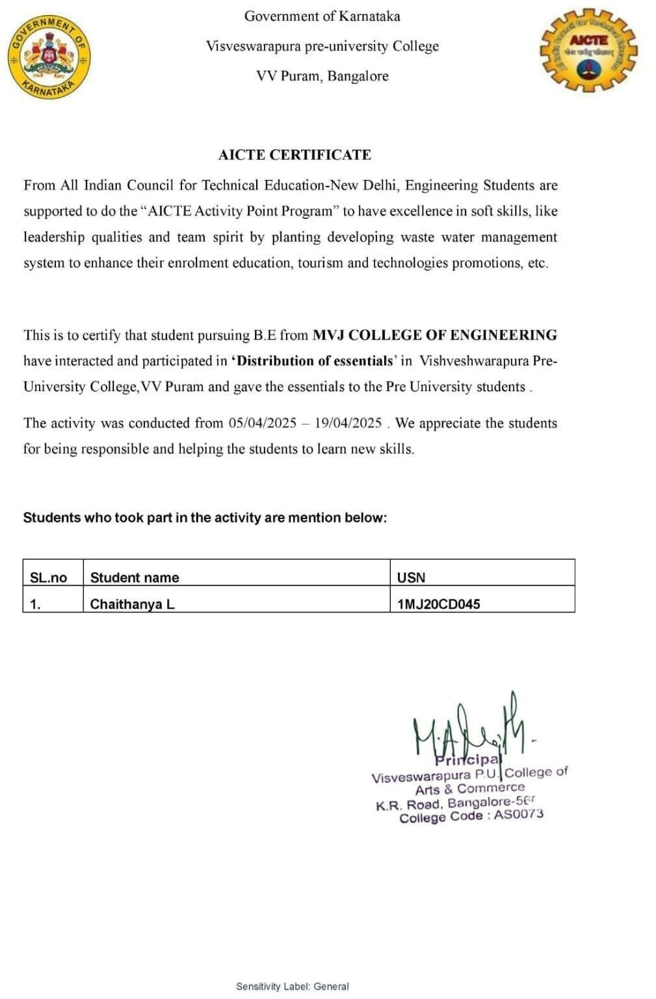 Government of Karnataka
Visveswarapura pre-university College
VV Puram, Bangalore
GOVERNMENT OF
KARNATAKA
All India Council for Technical Education
AICTE
AICTE CERTIFICATE
From All Indian Council for Technical Education-New Delhi, Engineering Students are
supported to do the “AICTE Activity Point Program” to have excellence in soft skills, like
leadership qualities and team spirit by planting developing waste water management
system to enhance their enrolment education, tourism and technologies promotions, etc.
This is to certify that student pursuing B.E from MVJ COLLEGE OF ENGINEERING
have interacted and participated in ‘Distribution of essentials’ in Vishveshwarapura Pre-
University College,VV Puram and gave the essentials to the Pre University students .
The activity was conducted from 05/04/2025 – 19/04/2025 . We appreciate the students
for being responsible and helping the students to learn new skills.
Students who took part in the activity are mention below:
SL.no Student name USN
1. Chaithanya L 1MJ20CD045
Principal
Visveswarapura P.U. College of
Arts & Commerce
K.R. Road, Bangalore-56
College Code : AS0073
Sensitivity Label: General